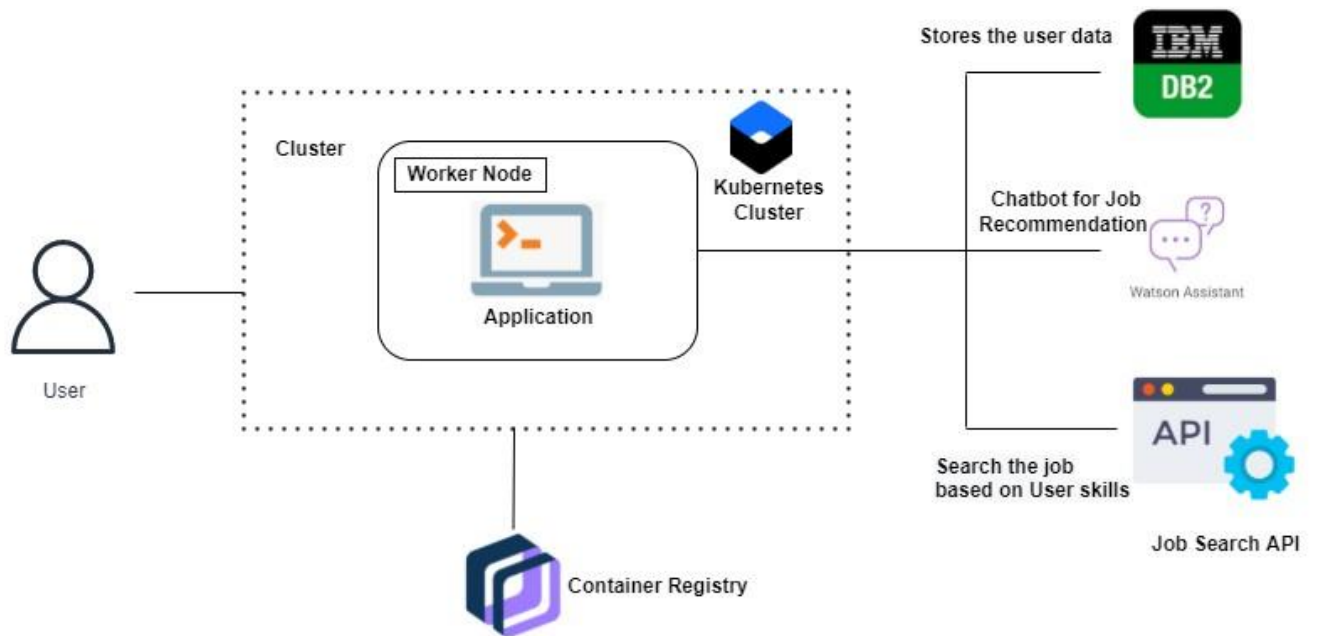 Stores the user data
IBM
DB2
Cluster
Worker Node
Kubernetes
Cluster
Chatbot for Job
Recommendation
Application
Watson Assistant
User
API
Search the job
based on User skills
Job Search API
Container Registry